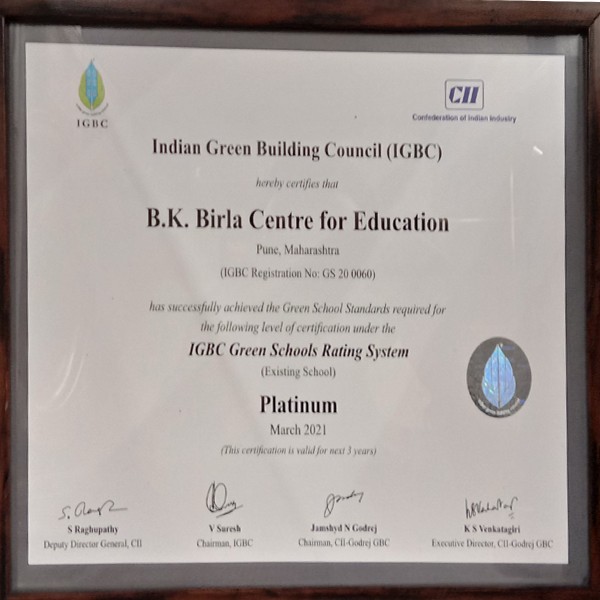 IGBC
CII
Confederation of Indian Industry
Indian Green Building Council (IGBC)
hereby certifies that
B.K. Birla Centre for Education
Pune, Maharashtra
(IGBC Registration No: GS 20 0060)
has successfully achieved the Green School Standards required for
the following level of certification under the
IGBC Green Schools Rating System
(Existing School)
Platinum
March 2021
(This certification is valid for next 3 years)
S Raghupathy
Deputy Director General, CII
V Suresh
Chairman, IGBC
Jamshyd N Godrej
Chairman, CII-Godrej GBC
K S Venkatagiri
Executive Director, CII-Godrej GBC